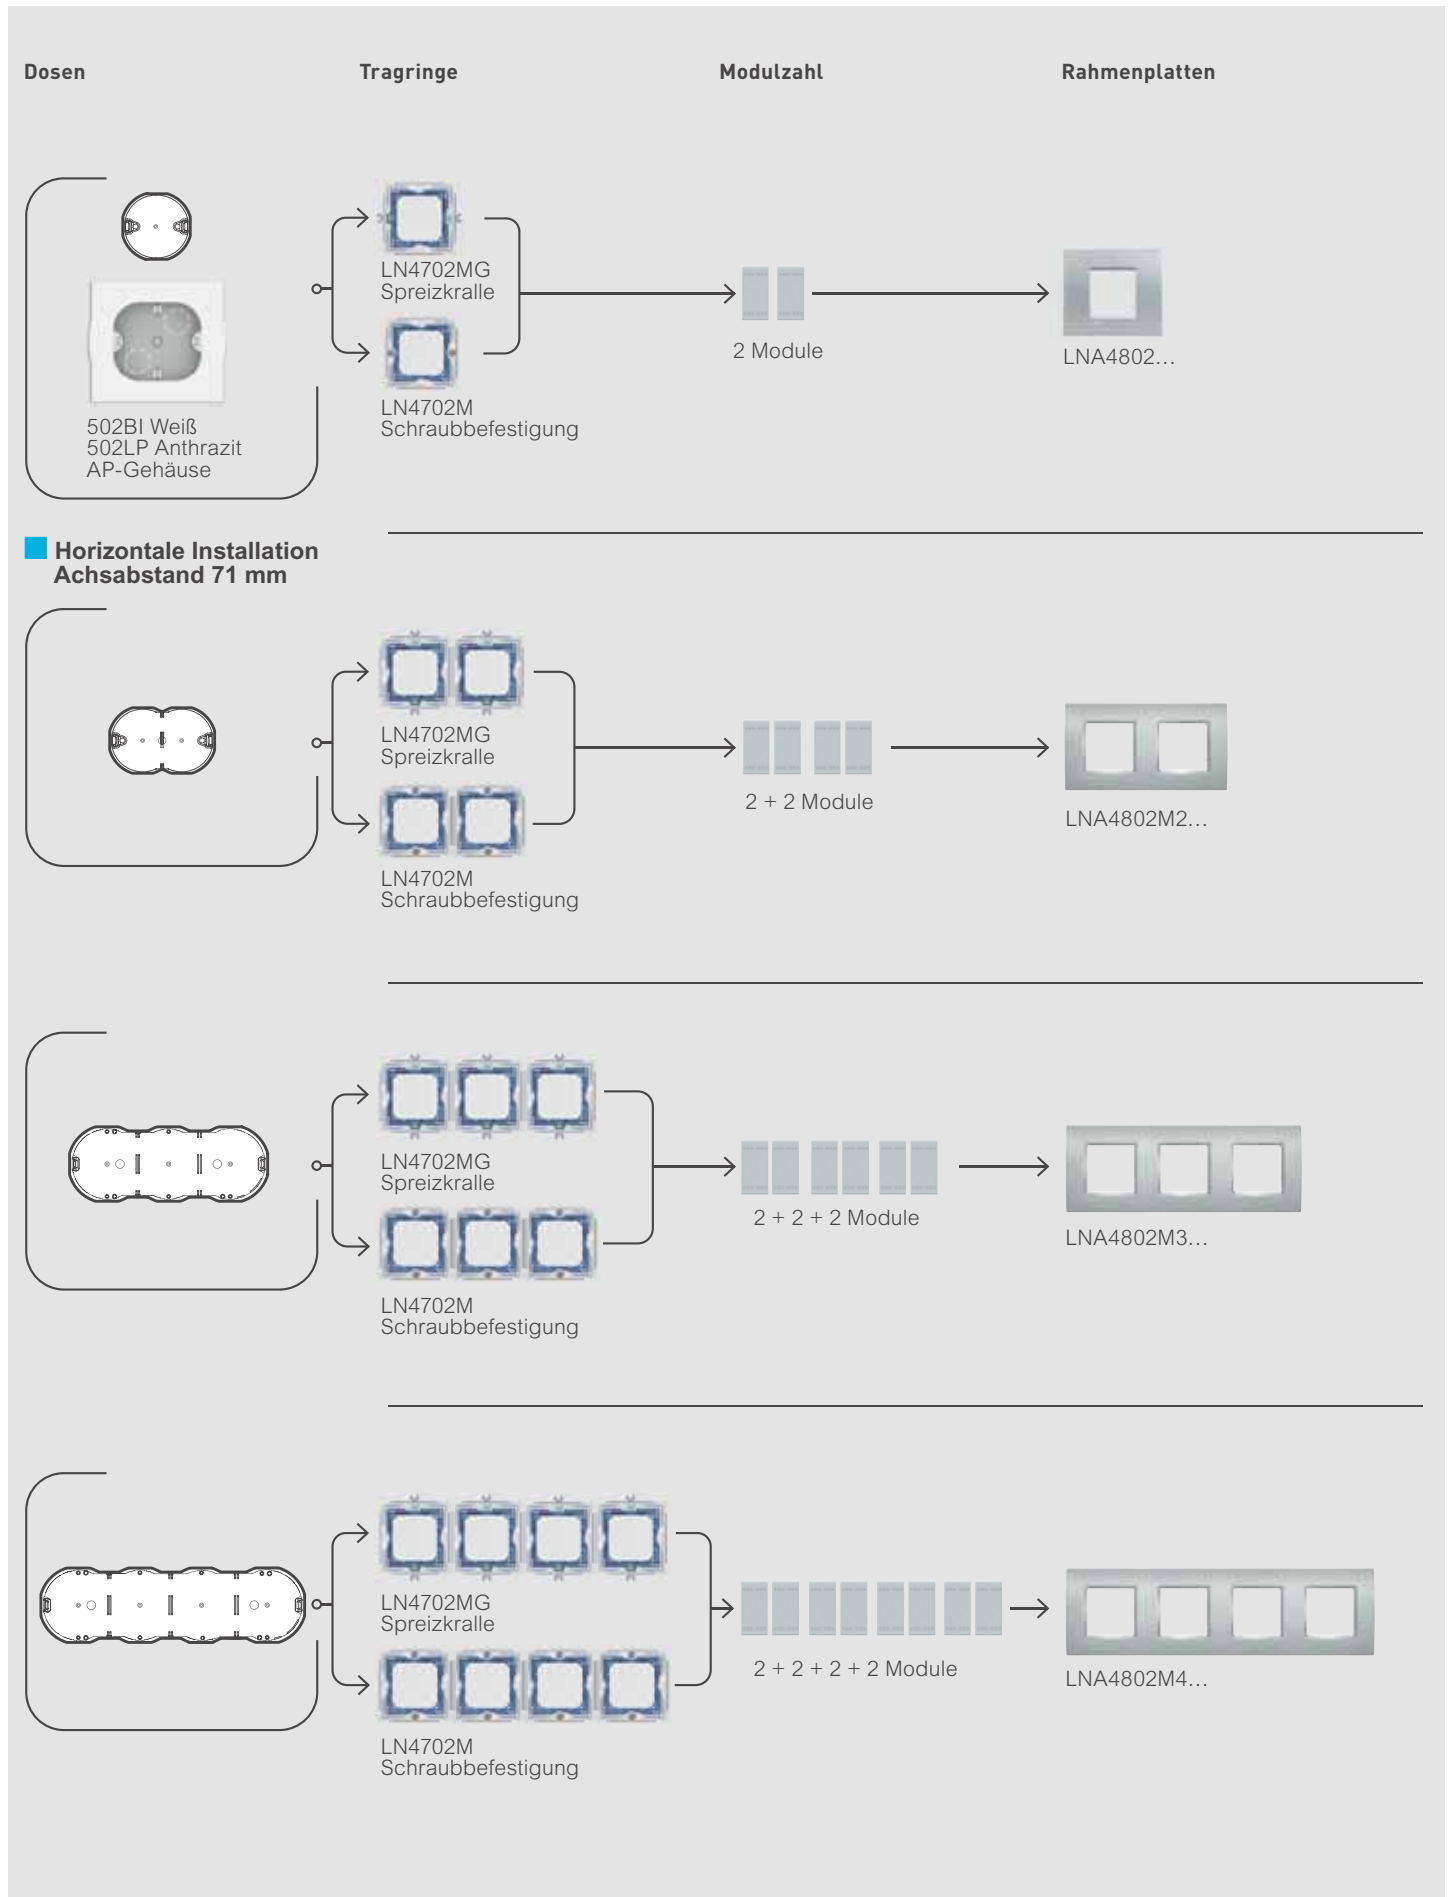 Dosen
Tragringe
Modulzahl
Rahmenplatten
502BI Weiß
502LP Anthrazit
AP-Gehäuse
LN4702MG
Spreizkralle
LN4702M
Schraubbefestigung
2 Module
LNA4802...
Horizontale Installation
Achsabstand 71 mm
LN4702MG
Spreizkralle
LN4702M
Schraubbefestigung
2 + 2 Module
LNA4802M2...
LN4702MG
Spreizkralle
LN4702M
Schraubbefestigung
2 + 2 + 2 Module
LNA4802M3...
LN4702MG
Spreizkralle
LN4702M
Schraubbefestigung
2 + 2 + 2 + 2 Module
LNA4802M4...